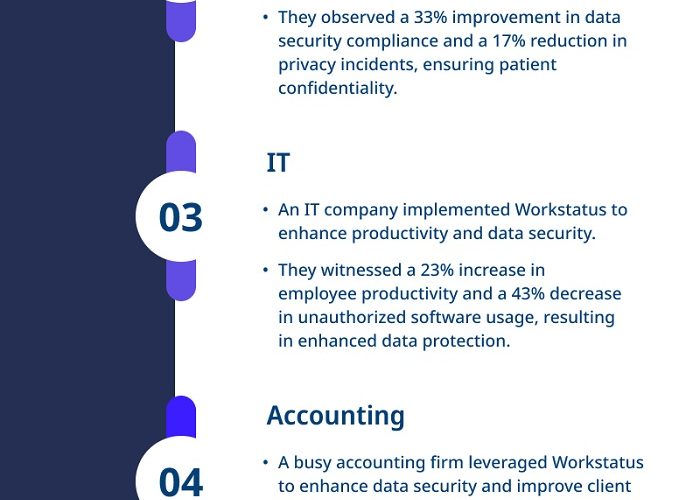 • They observed a 33% improvement in data
security compliance and a 17% reduction in
privacy incidents, ensuring patient
confidentiality.
03
IT
• An IT company implemented Workstatus to
enhance productivity and data security.
• They witnessed a 23% increase in
employee productivity and a 43% decrease
in unauthorized software usage, resulting
in enhanced data protection.
04
Accounting
• A busy accounting firm leveraged Workstatus
to enhance data security and improve client